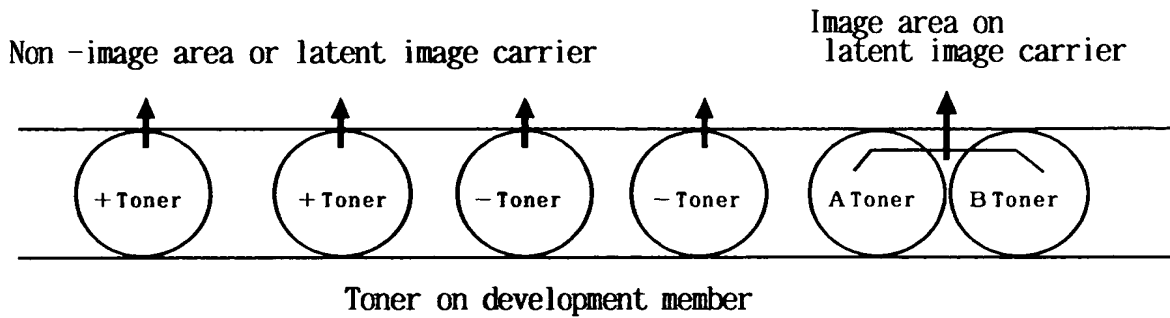 Non -image area or latent image carrier
Image area on
latent image carrier
+Toner +Toner -Toner -Toner A Toner B Toner
Toner on development member